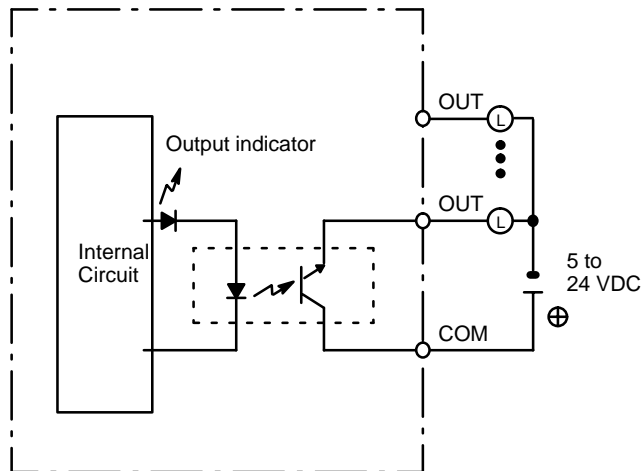 OUT
L
Output indicator
OUT
L
Internal
Circuit
5 to
24 VDC
COM